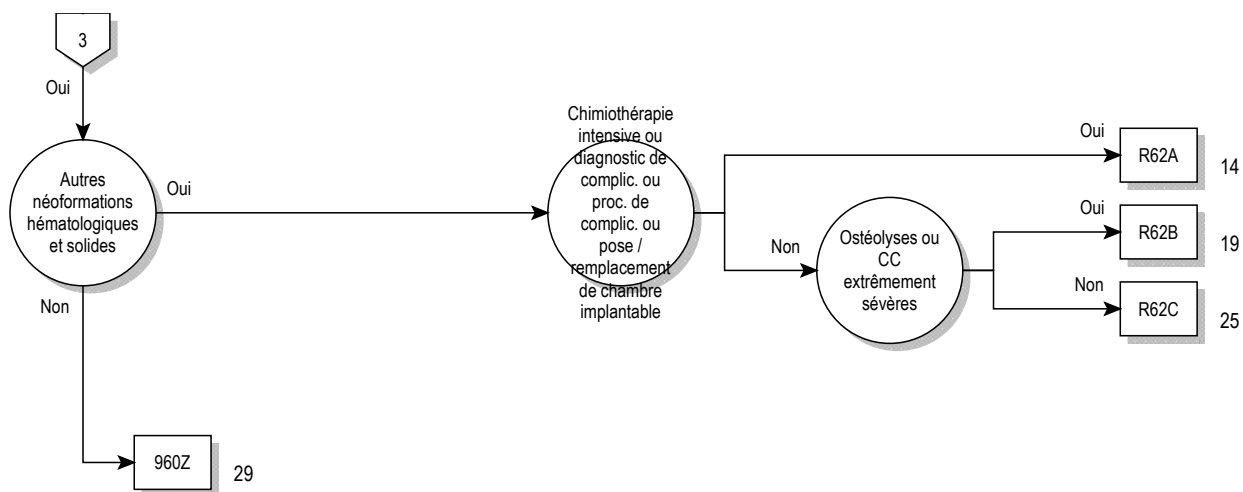 3
Oui
Autres
néoformations
hématologiques
et solides
Oui
Non
Chimiothérapie
intensive ou
diagnostic de
complic. ou
proc. de
complic. ou
pose /
remplacement
de chambre
implantable
Oui
R62A
14
Non
Ostéolyses ou
CC
extrêmement
sévères
Oui
R62B
19
Non
R62C
25
960Z
29